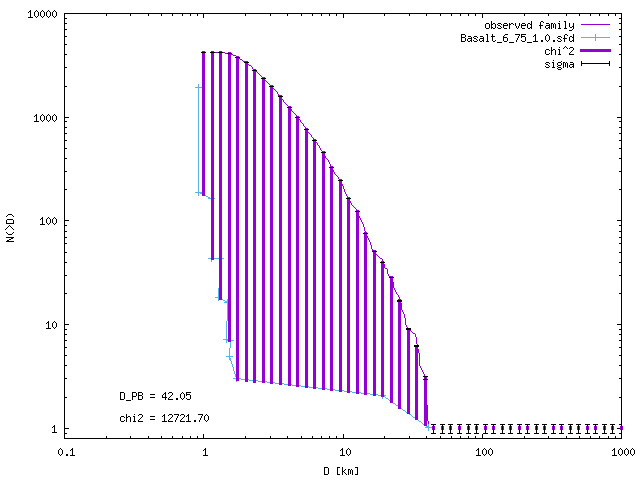 10000
1000
100
10
1
N(>D)
observed family
Basalt_6_75_1.0.sfd
chi^2
sigma
D_PB = 42.05
chi2 = 12721.70
0.1 1 10 100 1000
D [km]